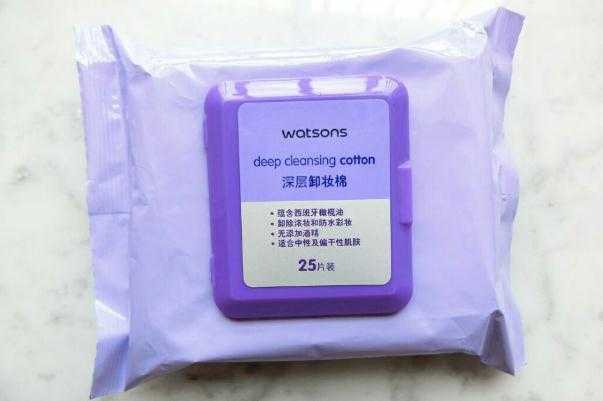 watsons
deep cleansing cotton
深层卸妆棉
• 蕴含西班牙橄榄油
• 卸除浓妆和防水彩妆
• 无添加酒精
• 适合中性及偏干性肌肤
25片装